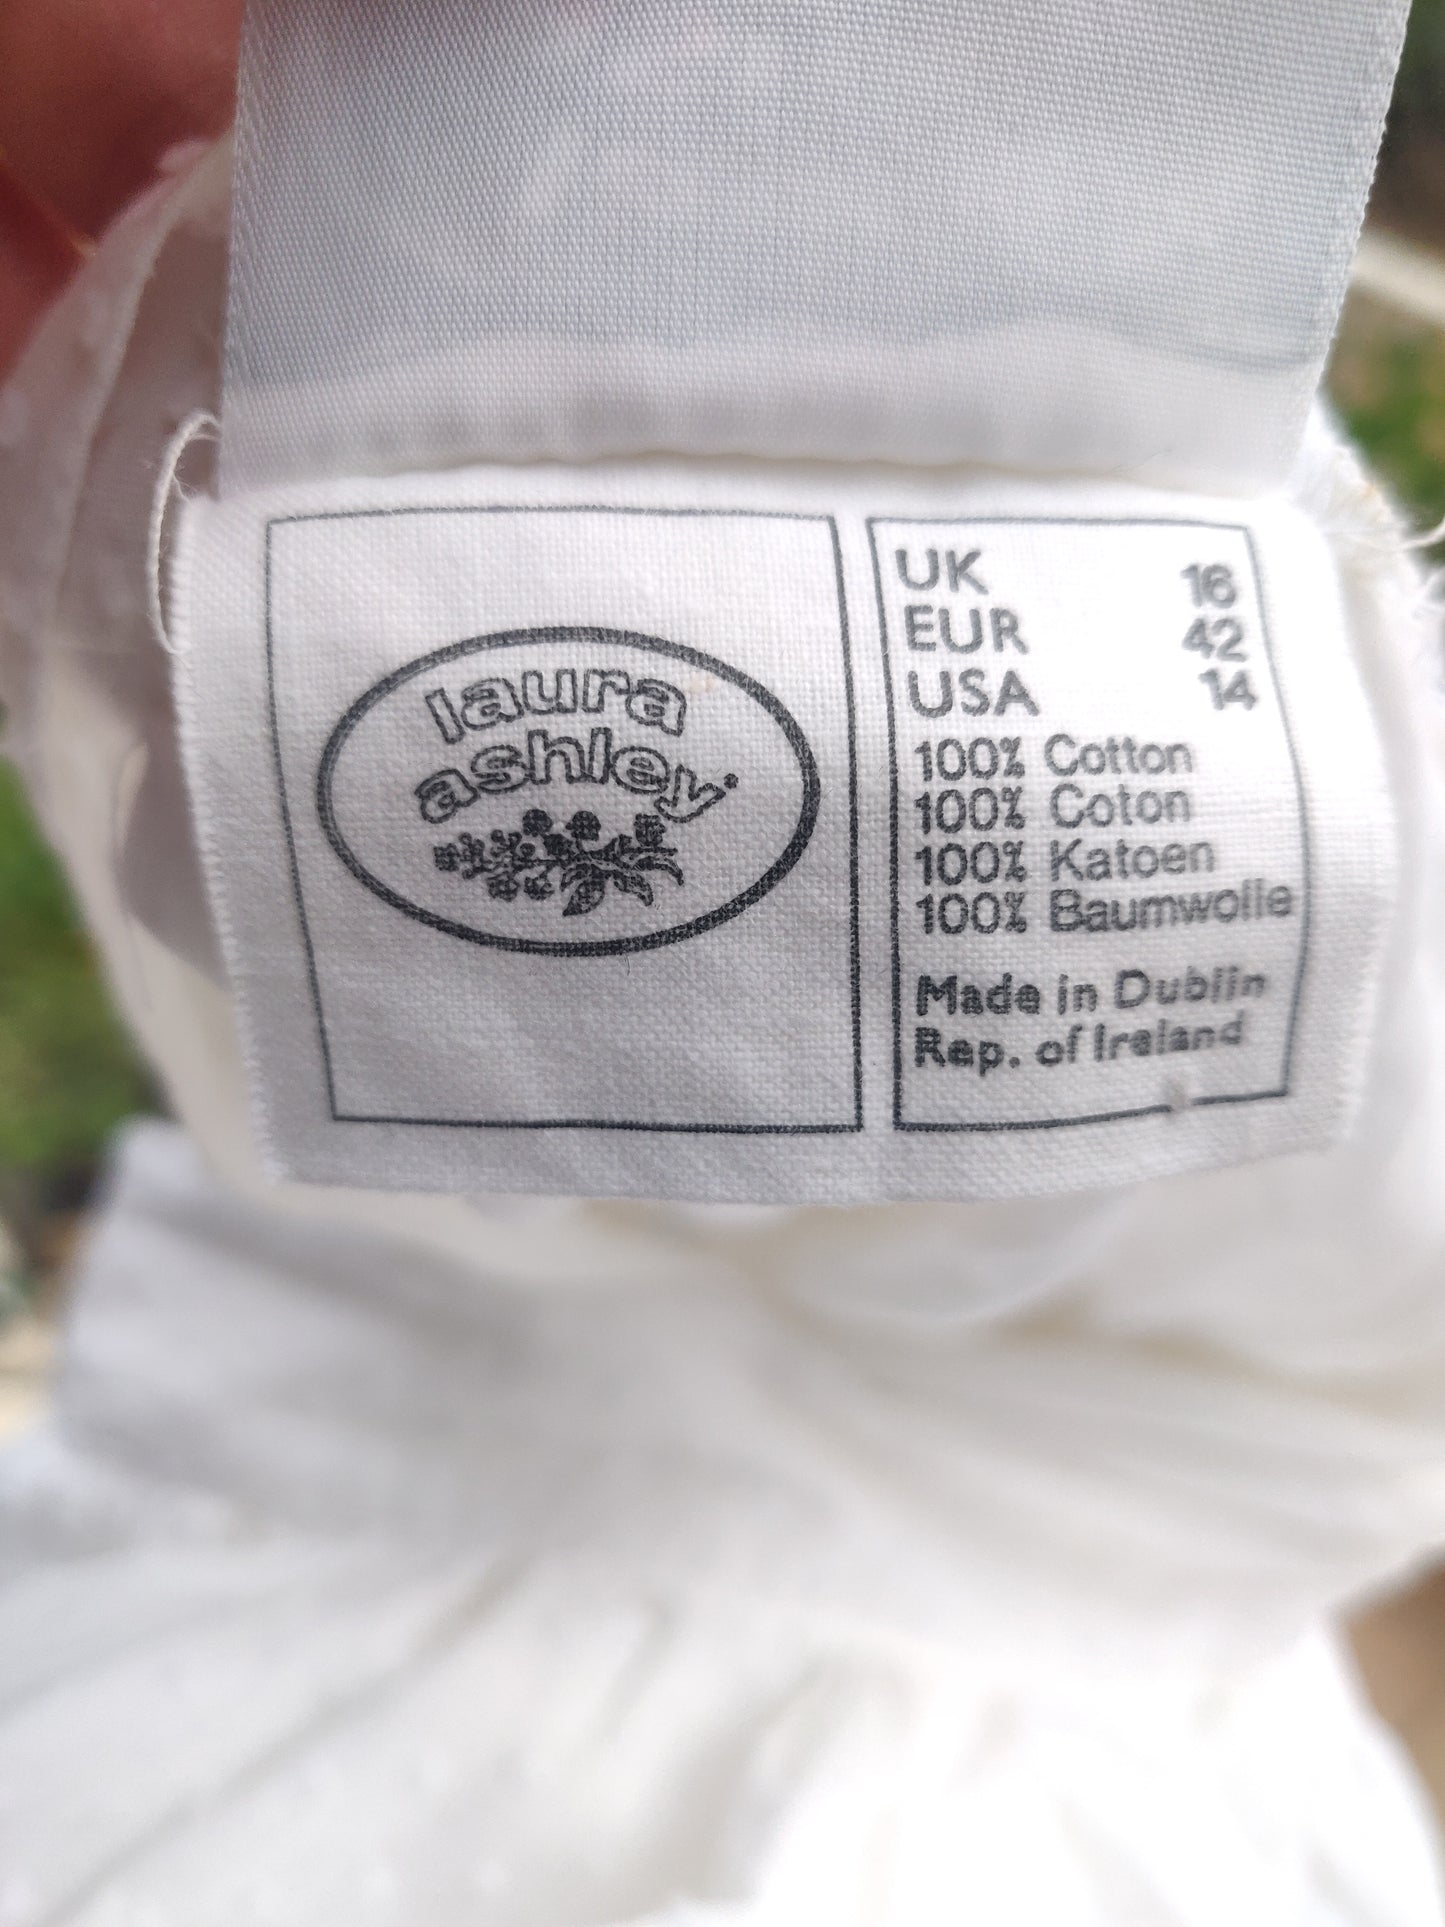 laura
ashley
UK 16
EUR 42
USA 14
100% Cotton
100% Coton
100% Katoen
100% Baumwolle
Made in Dublin
Rep. of Ireland